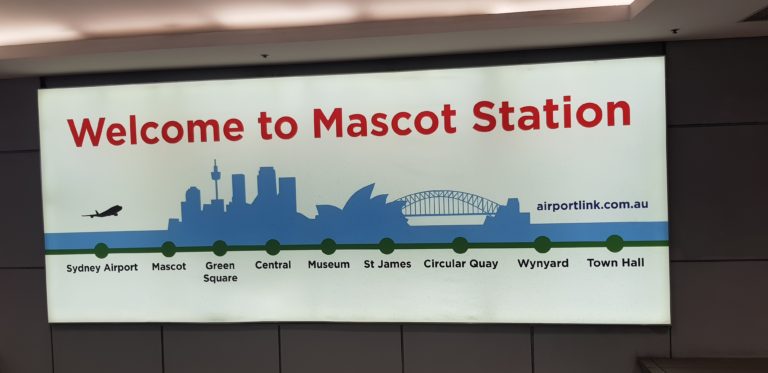 Welcome to Mascot Station
airportlink.com.au
Sydney Airport
Mascot
Green
Square
Central
Museum
St James
Circular Quay
Wynyard
Town Hall